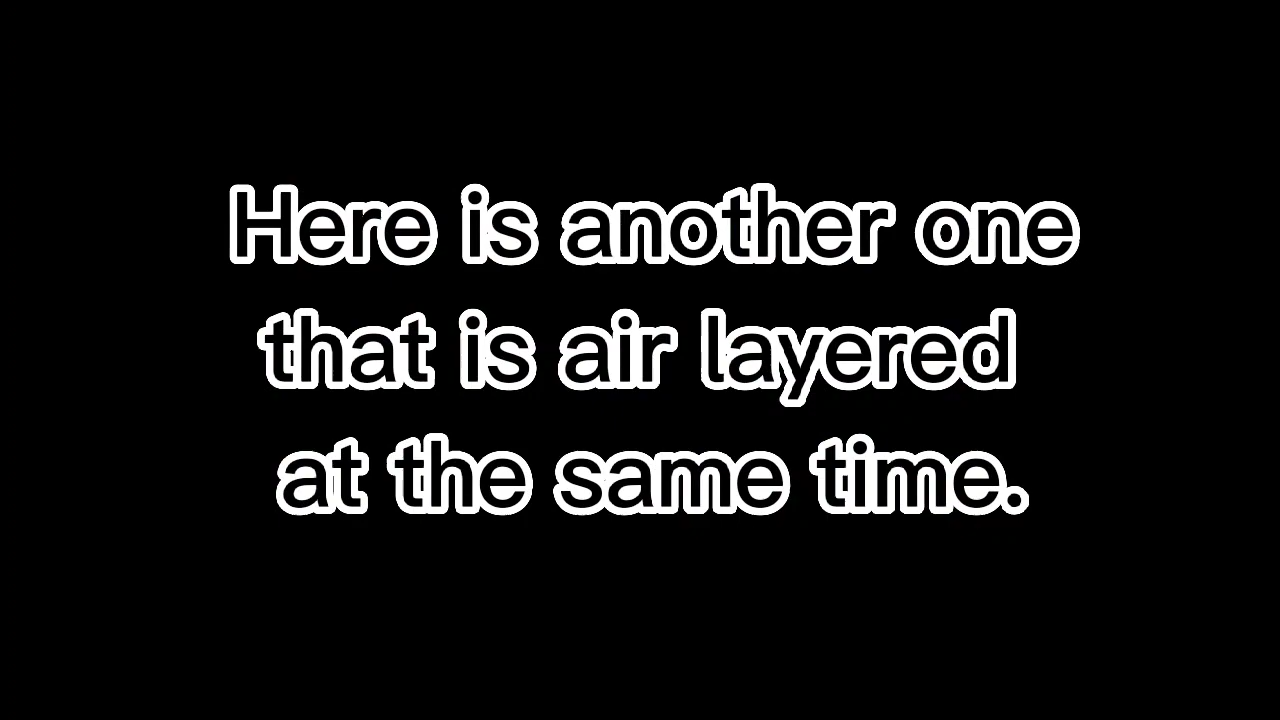 Here is another one
that is air layered
at the same time.